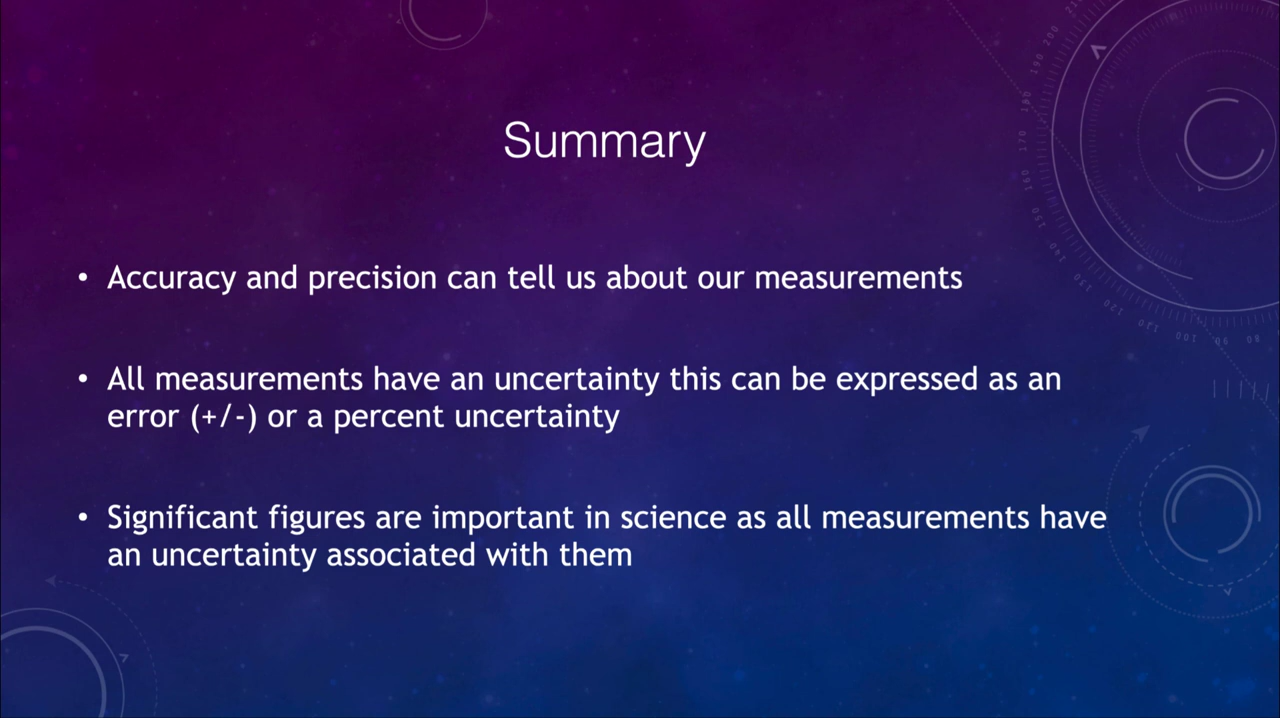 Summary
• Accuracy and precision can tell us about our measurements
• All measurements have an uncertainty this can be expressed as an
error (+/-) or a percent uncertainty
• Significant figures are important in science as all measurements have
an uncertainty associated with them